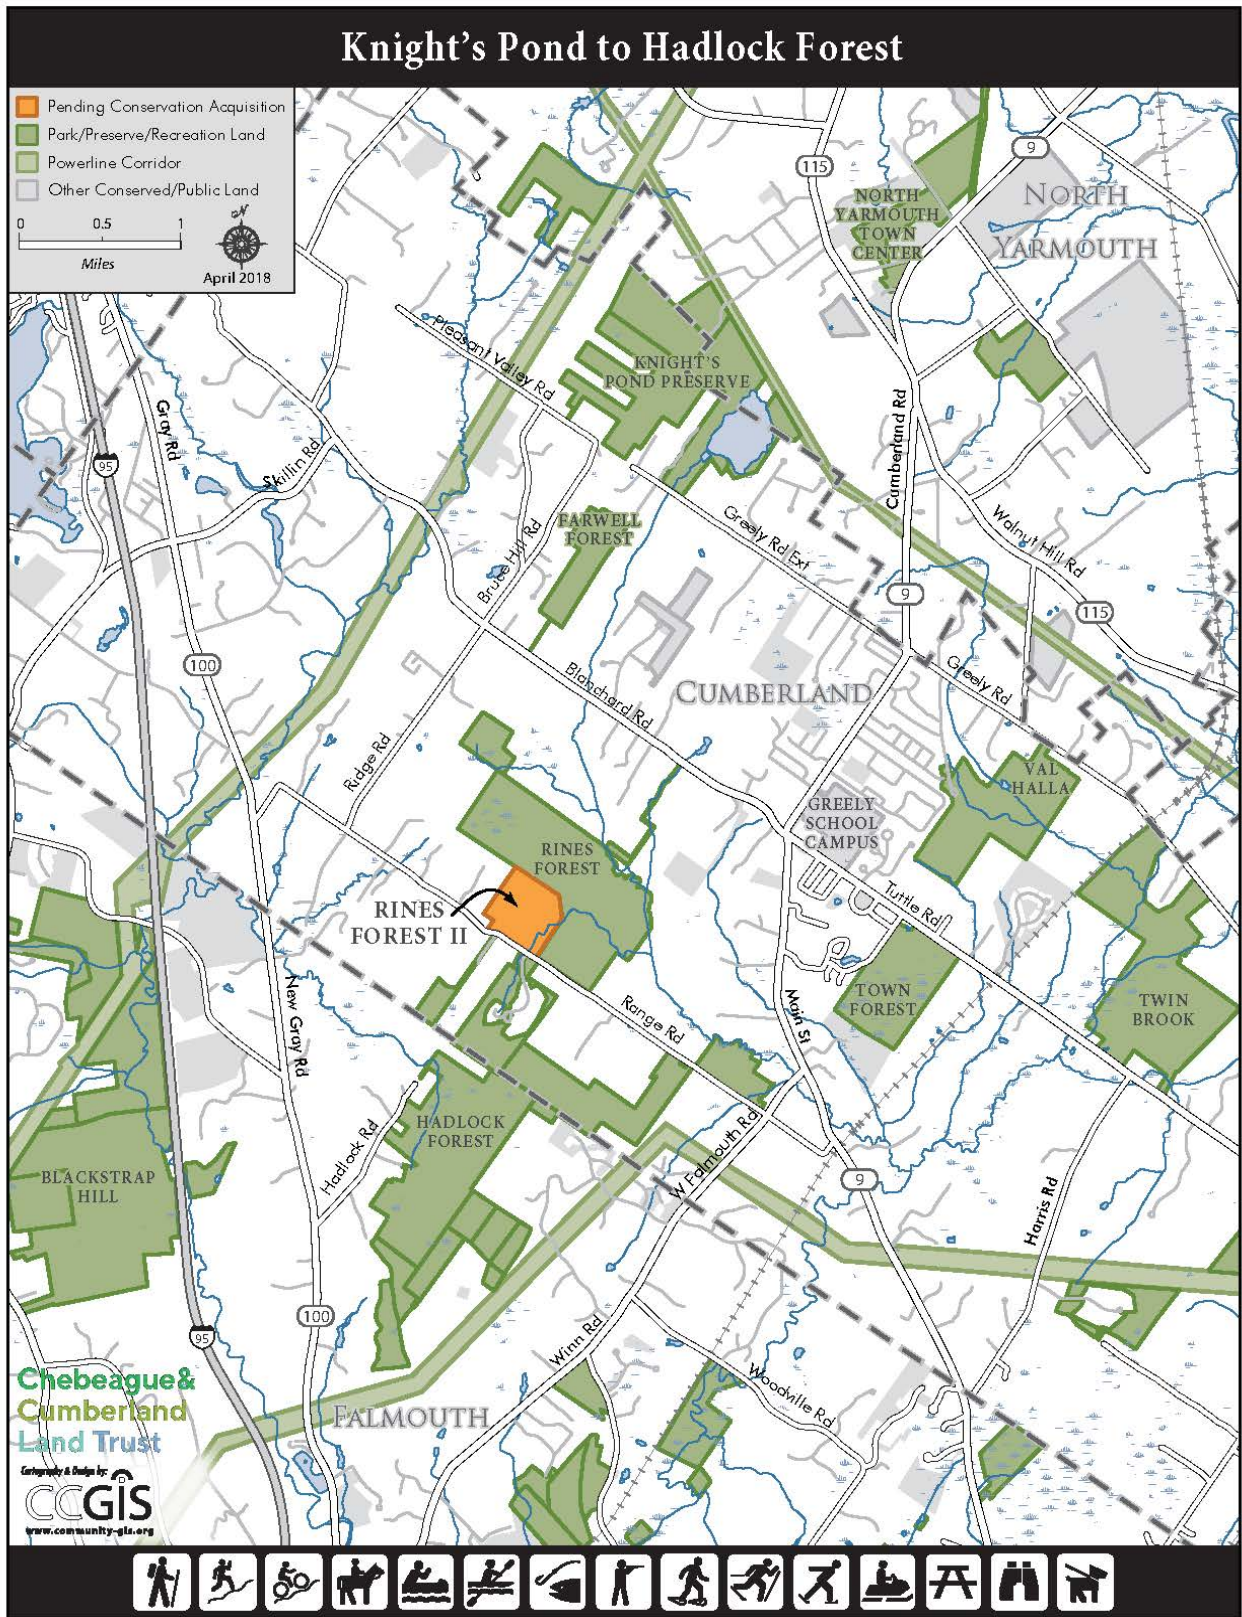 Knight's Pond to Hadlock Forest
Pending Conservation Acquisition
Park/Preserve/Recreation Land
Powerline Corridor
Other Conserved/Public Land
0 0.5 1
Miles
N
April 2018
115
9
NORTH
YARMOUTH
TOWN
CENTER
NORTH
YARMOUTH
Pleasant Valley Rd
KNIGHT'S
POND PRESERVE
Gray Rd
Skillin Rd
95
Cumberland Rd
FARWELL
FOREST
Bruce Hill Rd
Greely Rd Ext
Walnut Hill Rd
9
115
100
Blanchard Rd
CUMBERLAND
Greely Rd
Ridge Rd
VAL
HALLA
GREELY
SCHOOL
CAMPUS
RINES
FOREST
RINES
FOREST II
Tuttle Rd
TOWN
FOREST
TWIN
BROOK
New Gray Rd
Range Rd
Main St
HADLOCK
FOREST
Hadlock Rd
W Falmouth Rd
BLACKSTRAP
HILL
9
Harris Rd
100
95
Winn Rd
Woodville Rd
FALMOUTH
Chebeague&
Cumberland
Land Trust
Cartography & Design by:
CCGIS
www.community-gis.org